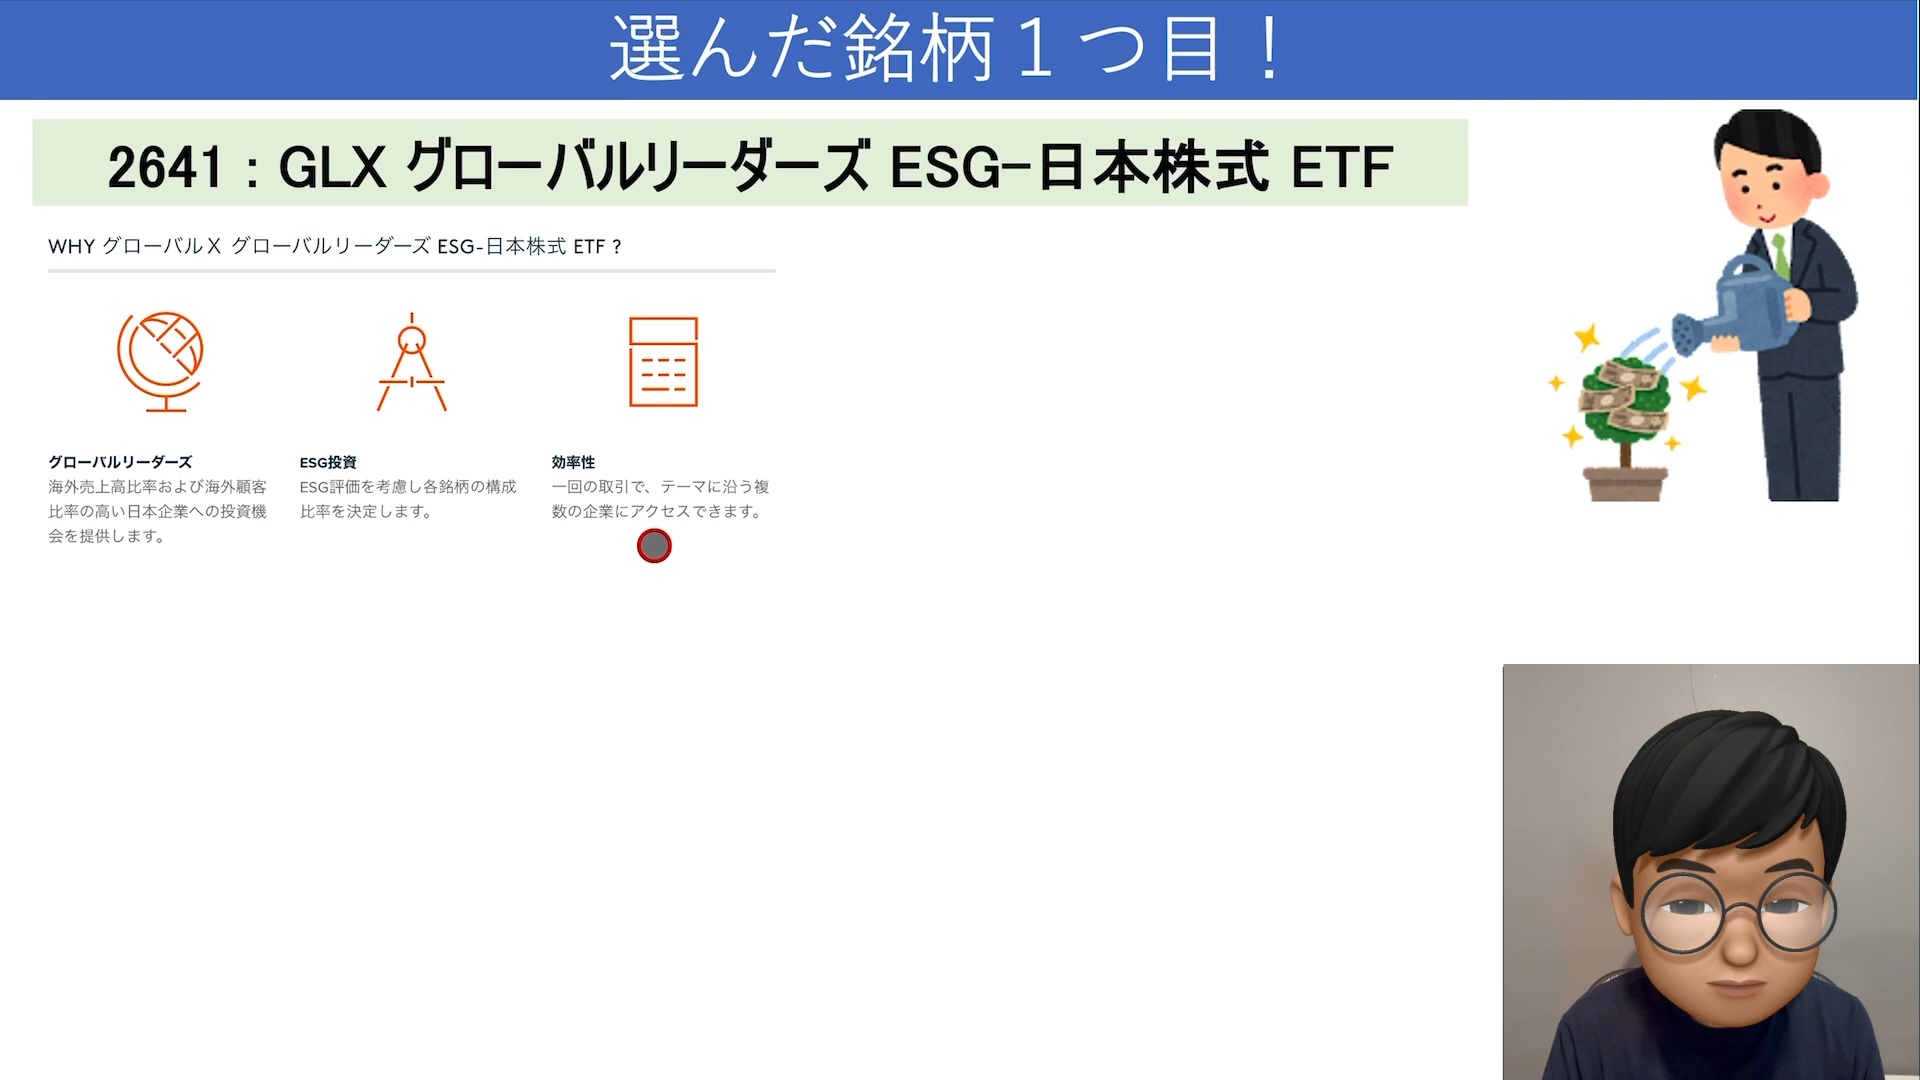 選んだ銘柄１つ目！
2641：GLX グローバルリーダーズ ESG−日本株式 ETF
WHY グローバルX グローバルリーダーズ ESG-日本株式 ETF ?
グローバルリーダーズ
海外売上高比率および海外顧客
比率の高い日本企業への投資機
会を提供します。
ESG投資
ESG評価を考慮し各銘柄の構成
比率を決定します。
効率性
一回の取引で、テーマに沿う複
数の企業にアクセスできます。